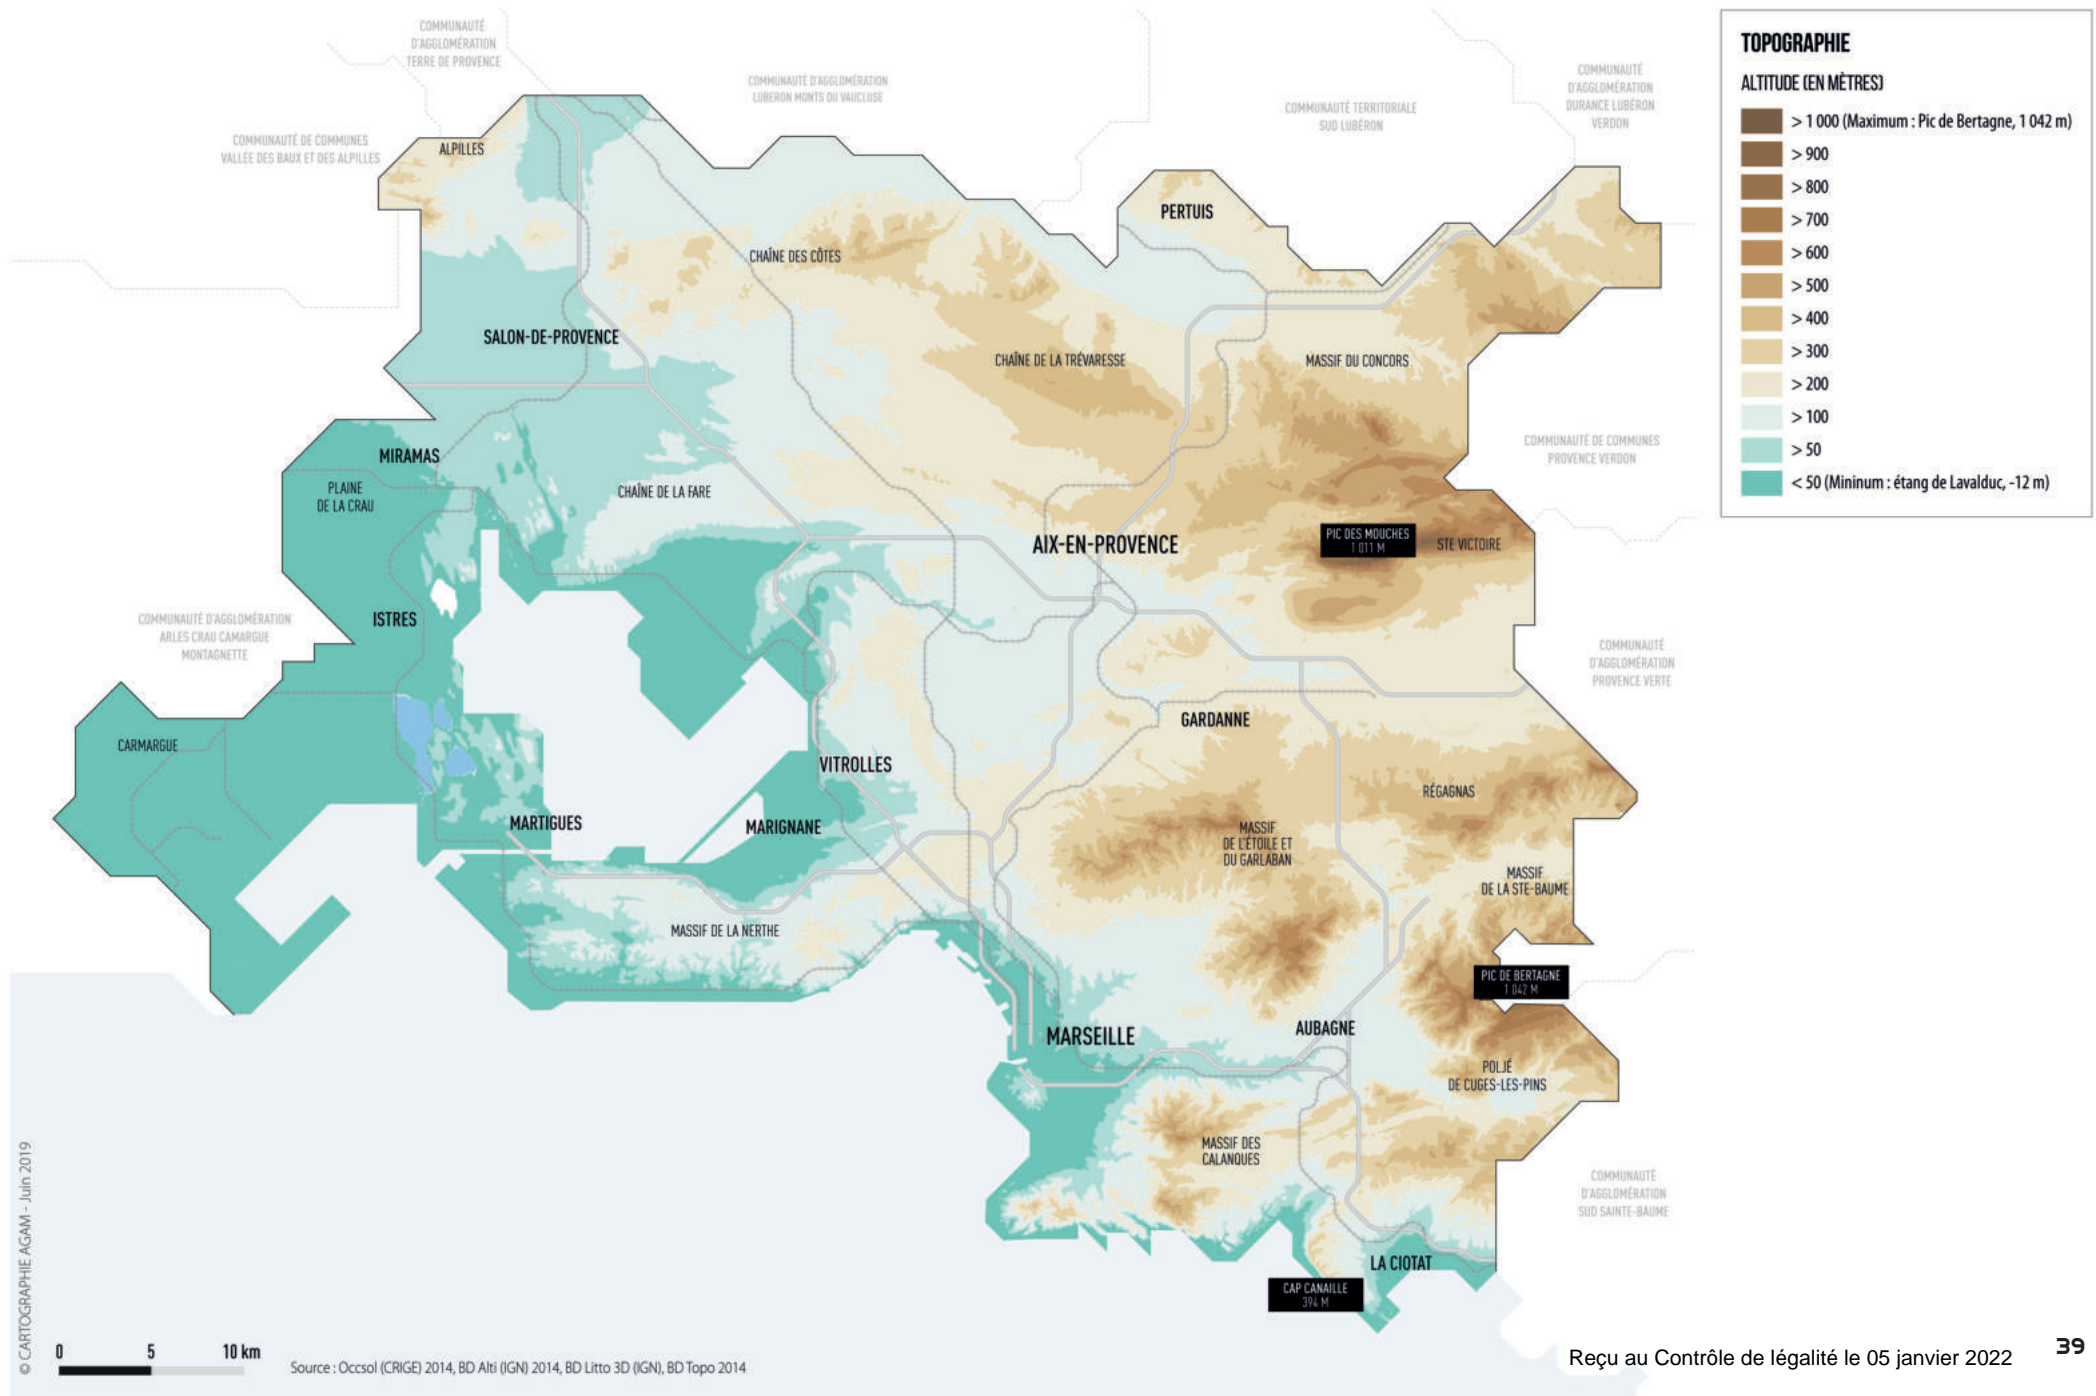 COMMUNAUTÉ
D'AGGLOMÉRATION
TERRE DE PROVENCE
COMMUNAUTÉ D'AGGLOMÉRATION
LUBERON MONTS DU VAUCLUSE
COMMUNAUTÉ TERRITORIALE
SUD LUBÉRON
COMMUNAUTÉ
D'AGGLOMÉRATION
DURANCE LUBÉRON
VERDON
COMMUNAUTÉ DE COMMUNES
VALLÉE DES BAUX ET DES ALPILLES
ALPILLES
PERTUIS
CHAÎNE DES CÔTES
SALON-DE-PROVENCE
CHAÎNE DE LA TRÉVARESSE
MASSIF DU CONCORS
MIRAMAS
PLAINE
DE LA CRAU
CHAÎNE DE LA FARE
COMMUNAUTÉ DE COMMUNES
PROVENCE VERDON
AIX-EN-PROVENCE
PIC DES MOUCHES
1 011 M
STE VICTOIRE
COMMUNAUTÉ D'AGGLOMÉRATION
ARLES CRAU CAMARGUE
MONTAGNETTE
ISTRES
COMMUNAUTÉ
D'AGGLOMÉRATION
PROVENCE VERTE
CARMARGUE
GARDANNE
VITROLLES
RÉGAGNAS
MARTIGUES
MARIGNANE
MASSIF
DE L'ÉTOILE ET
DU GARLABAN
MASSIF
DE LA STE-BAUME
MASSIF DE LA NERTHE
PIC DE BERTAGNE
1 042 M
MARSEILLE
AUBAGNE
POLJÉ
DE CUGES-LES-PINS
MASSIF DES
CALANQUES
COMMUNAUTÉ
D'AGGLOMÉRATION
SUD SAINTE-BAUME
LA CIOTAT
CAP CANAILLE
394 M
TOPOGRAPHIE
ALTITUDE (EN MÈTRES)
> 1 000 (Maximum : Pic de Bertagne, 1 042 m)
> 900
> 800
> 700
> 600
> 500
> 400
> 300
> 200
> 100
> 50
< 50 (Mininum : étang de Lavalduc, -12 m)
© CARTOGRAPHIE AGAM - Juin 2019
0 5 10 km
Source : Occsol (CRIGE) 2014, BD Alti (IGN) 2014, BD Litto 3D (IGN), BD Topo 2014
Reçu au Contrôle de légalité le 05 janvier 2022
39